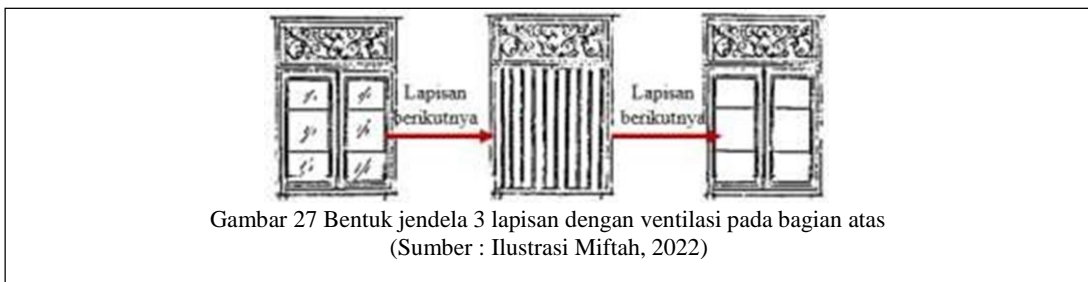 Lapisan
berikutnya
Lapisan
berikutnya
Gambar 27 Bentuk jendela 3 lapisan dengan ventilasi pada bagian atas
(Sumber : Ilustrasi Miftah, 2022)